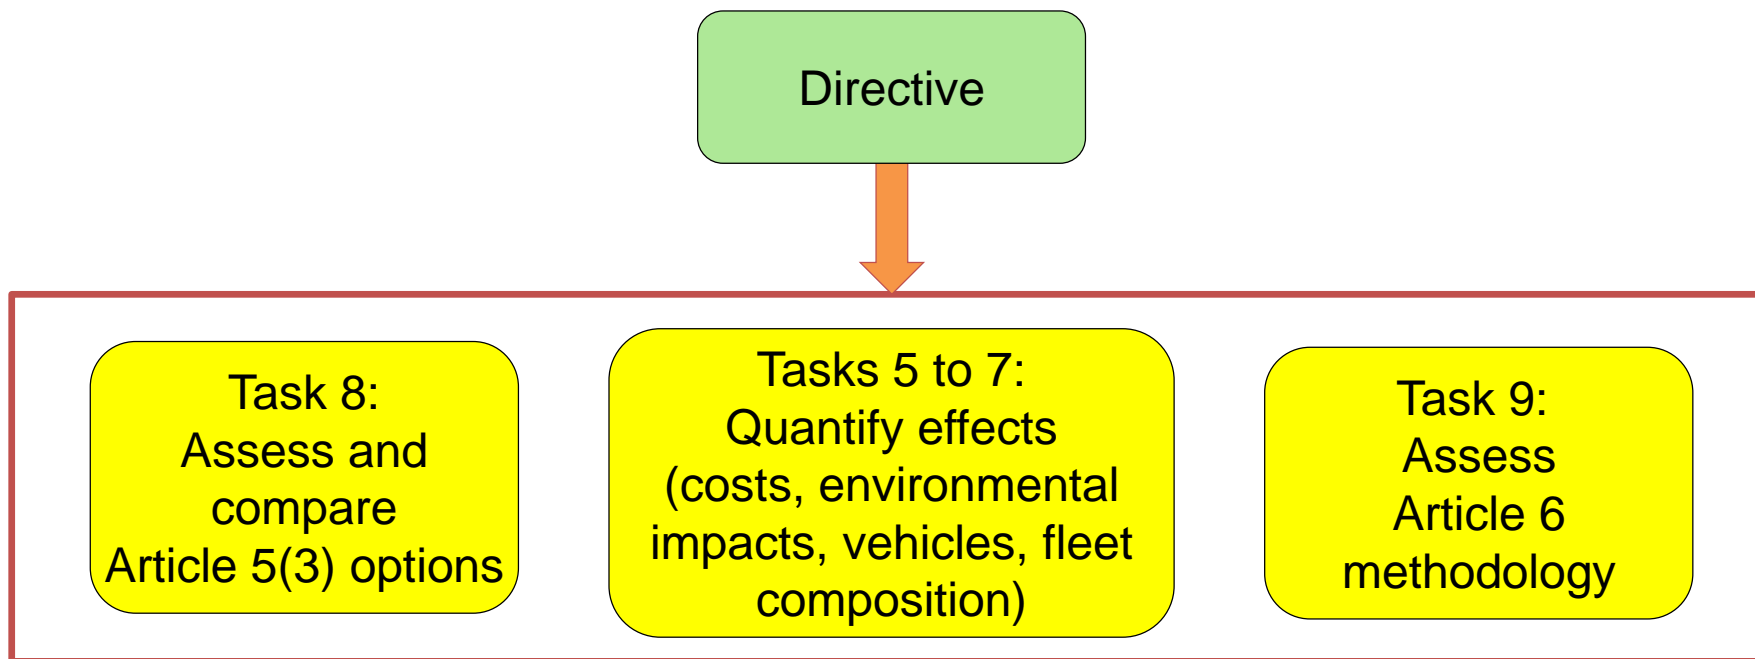 Directive
Task 8:
Assess and
compare
Article 5(3) options
Tasks 5 to 7:
Quantify effects
(costs, environmental
impacts, vehicles, fleet
composition)
Task 9:
Assess
Article 6
methodology